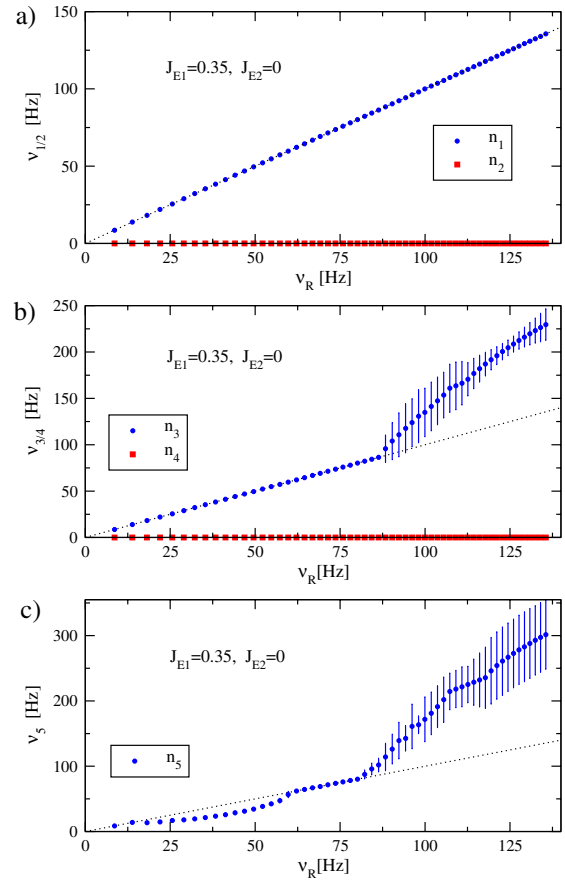 a)
150
100
50
0
ν1/2 [Hz]
JE1=0.35, JE2=0
n1
n2
0 25 50 75 100 125
νR [Hz]
b)
250
200
150
100
50
0
ν3/4 [Hz]
JE1=0.35, JE2=0
n3
n4
0 25 50 75 100 125
νR[Hz]
c)
300
200
100
0
ν5 [Hz]
JE1=0.35, JE2=0
n5
0 25 50 75 100 125
νR [Hz]